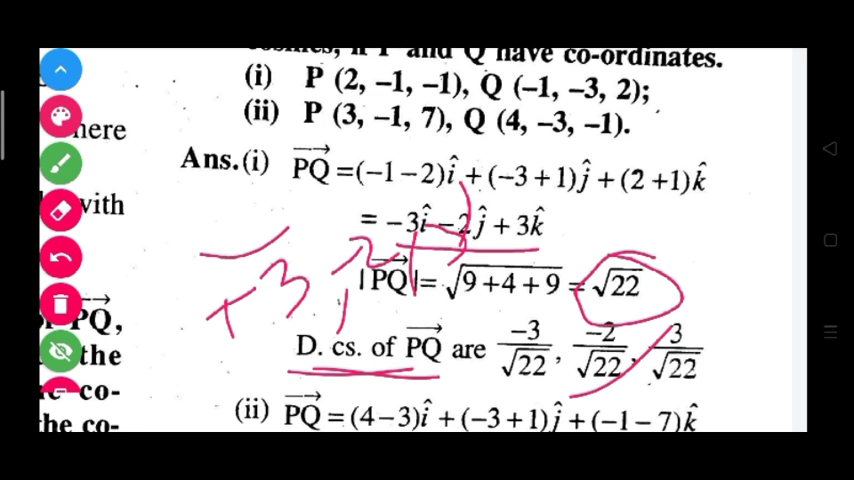 P and Q have co-ordinates.
(i) P (2, –1, –1), Q (–1, –3, 2);
(ii) P (3, –1, 7), Q (4, –3, –1).
here
Ans.(i) PQ⃗ =(–1–2)î + (–3+1)ĵ + (2 +1)k̂
with
= –3î – 2ĵ + 3k̂
|PQ⃗| = √(9+4+9) = √22
PQ⃗,
D. cs. of PQ⃗ are –3/√22, –2/√22, 3/√22
the
co-
the co-
(ii) PQ⃗ = (4–3)î + (–3+1)ĵ + (–1–7)k̂